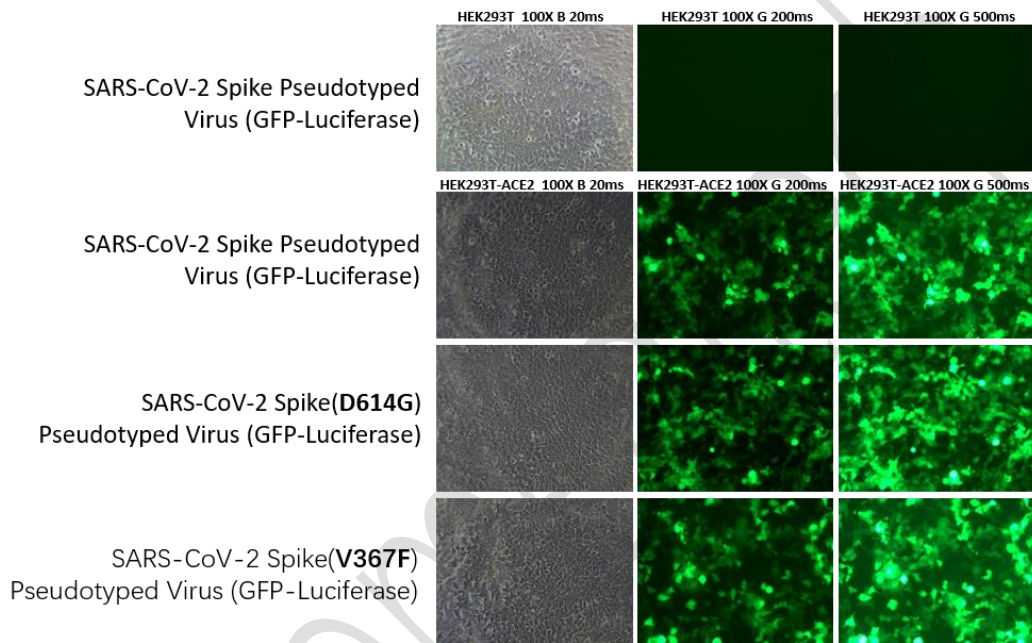 HEK293T 100X B 20ms
HEK293T 100X G 200ms
HEK293T 100X G 500ms
SARS-CoV-2 Spike Pseudotyped
Virus (GFP-Luciferase)
HEK293T-ACE2 100X B 20ms
HEK293T-ACE2 100X G 200ms
HEK293T-ACE2 100X G 500ms
SARS-CoV-2 Spike Pseudotyped
Virus (GFP-Luciferase)
SARS-CoV-2 Spike(D614G)
Pseudotyped Virus (GFP-Luciferase)
SARS-CoV-2 Spike(V367F)
Pseudotyped Virus (GFP-Luciferase)